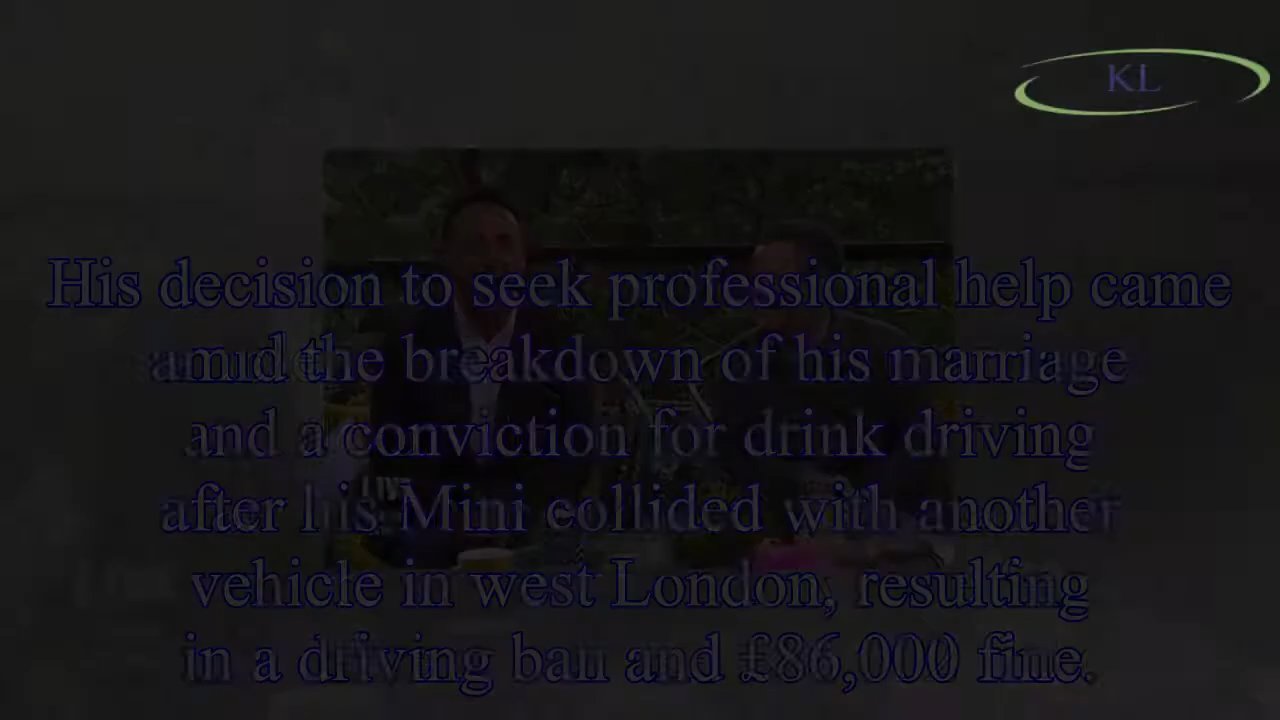 KL
His decision to seek professional help came
amid the breakdown of his marriage
and a conviction for drink driving
after his Mini collided with another
vehicle in west London, resulting
in a driving ban and £86,000 fine.